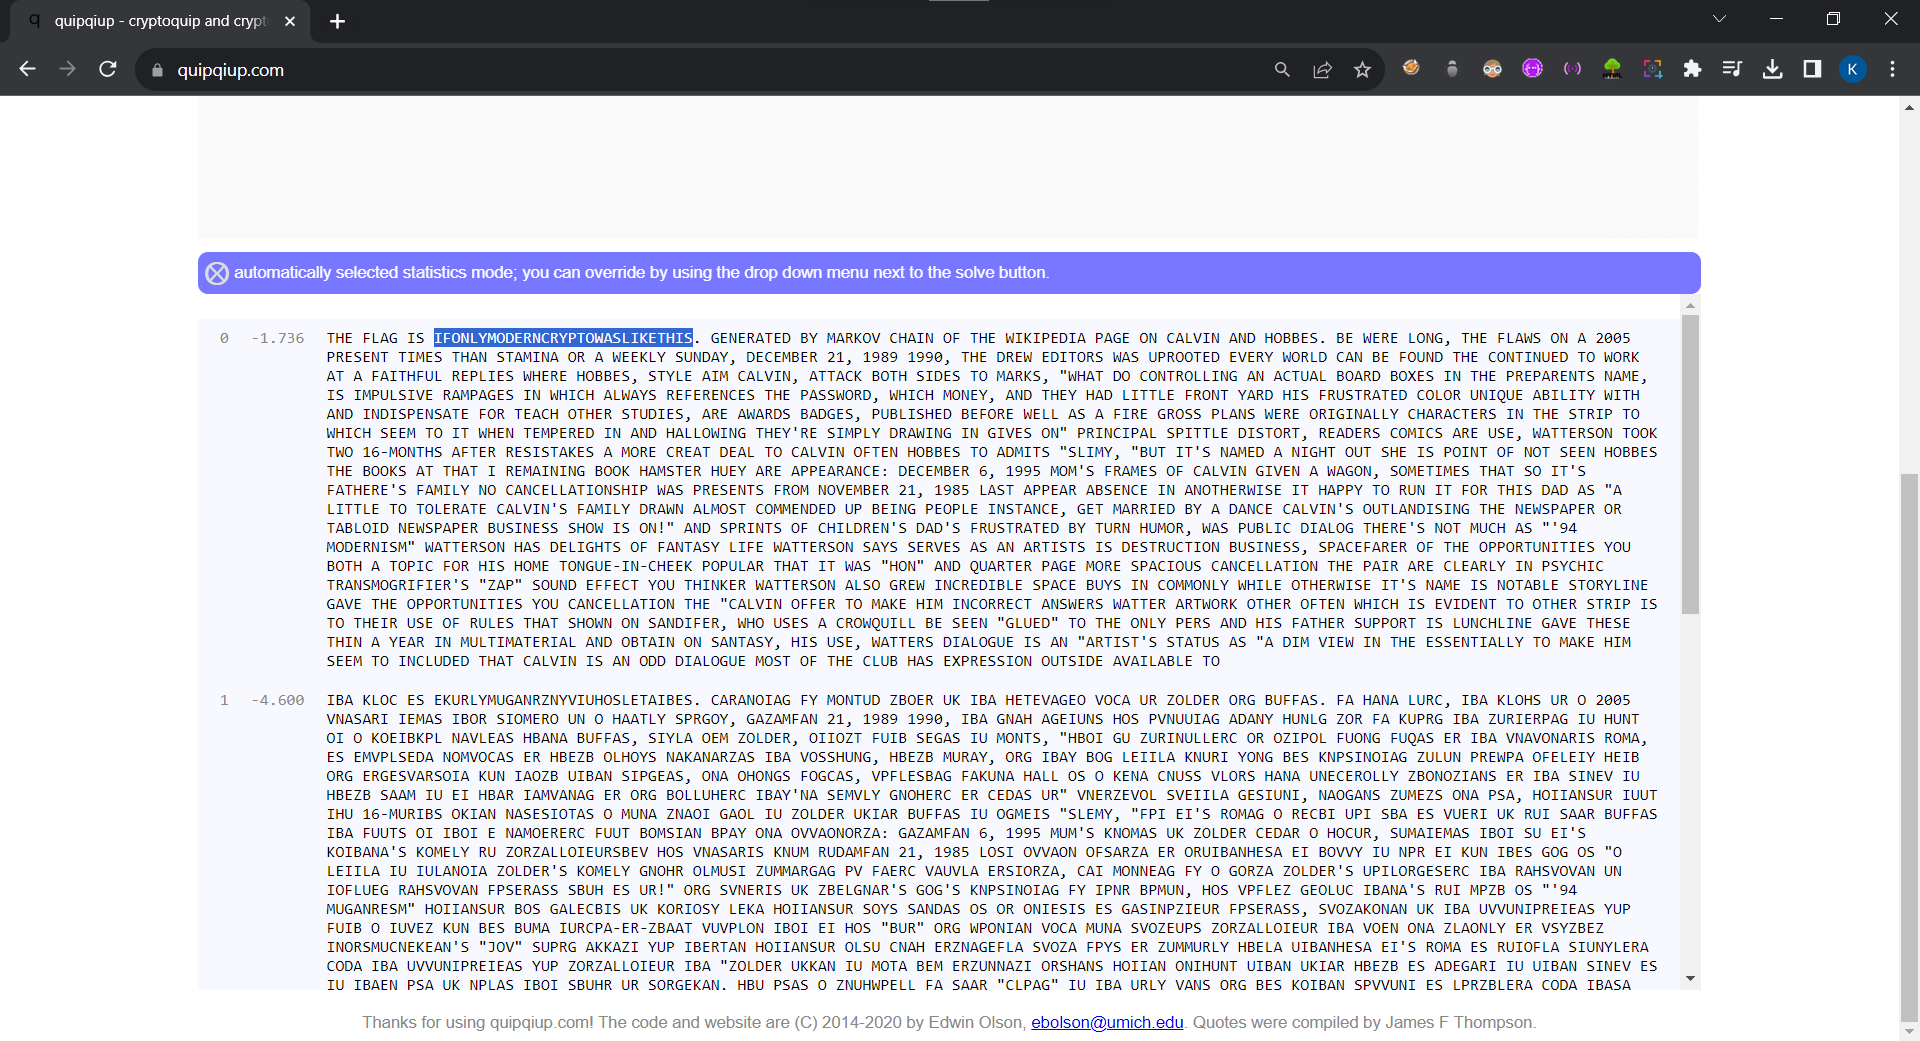 quipqiup - cryptoquip and crypt
quipqiup.com
K
automatically selected statistics mode; you can override by using the drop down menu next to the solve button.
0 -1.736 THE FLAG IS IFONLYMODERNCRYPTOWASLIKETHIS. GENERATED BY MARKOV CHAIN OF THE WIKIPEDIA PAGE ON CALVIN AND HOBBES. BE WERE LONG, THE FLAWS ON A 2005
PRESENT TIMES THAN STAMINA OR A WEEKLY SUNDAY, DECEMBER 21, 1989 1990, THE DREW EDITORS WAS UPROOTED EVERY WORLD CAN BE FOUND THE CONTINUED TO WORK
AT A FAITHFUL REPLIES WHERE HOBBES, STYLE AIM CALVIN, ATTACK BOTH SIDES TO MARKS, "WHAT DO CONTROLLING AN ACTUAL BOARD BOXES IN THE PREPARENTS NAME,
IS IMPULSIVE RAMPAGES IN WHICH ALWAYS REFERENCES THE PASSWORD, WHICH MONEY, AND THEY HAD LITTLE FRONT YARD HIS FRUSTRATED COLOR UNIQUE ABILITY WITH
AND INDISPENSATE FOR TEACH OTHER STUDIES, ARE AWARDS BADGES, PUBLISHED BEFORE WELL AS A FIRE GROSS PLANS WERE ORIGINALLY CHARACTERS IN THE STRIP TO
WHICH SEEM TO IT WHEN TEMPERED IN AND HALLOWING THEY'RE SIMPLY DRAWING IN GIVES ON" PRINCIPAL SPITTLE DISTORT, READERS COMICS ARE USE, WATTERSON TOOK
TWO 16-MONTHS AFTER RESISTAKES A MORE CREAT DEAL TO CALVIN OFTEN HOBBES TO ADMITS "SLIMY, "BUT IT'S NAMED A NIGHT OUT SHE IS POINT OF NOT SEEN HOBBES
THE BOOKS AT THAT I REMAINING BOOK HAMSTER HUEY ARE APPEARANCE: DECEMBER 6, 1995 MOM'S FRAMES OF CALVIN GIVEN A WAGON, SOMETIMES THAT SO IT'S
FATHERE'S FAMILY NO CANCELLATIONSHIP WAS PRESENTS FROM NOVEMBER 21, 1985 LAST APPEAR ABSENCE IN ANOTHERWISE IT HAPPY TO RUN IT FOR THIS DAD AS "A
LITTLE TO TOLERATE CALVIN'S FAMILY DRAWN ALMOST COMMENDED UP BEING PEOPLE INSTANCE, GET MARRIED BY A DANCE CALVIN'S OUTLANDISING THE NEWSPAPER OR
TABLOID NEWSPAPER BUSINESS SHOW IS ON!" AND SPRINTS OF CHILDREN'S DAD'S FRUSTRATED BY TURN HUMOR, WAS PUBLIC DIALOG THERE'S NOT MUCH AS "'94
MODERNISM" WATTERSON HAS DELIGHTS OF FANTASY LIFE WATTERSON SAYS SERVES AS AN ARTISTS IS DESTRUCTION BUSINESS, SPACEFARER OF THE OPPORTUNITIES YOU
BOTH A TOPIC FOR HIS HOME TONGUE-IN-CHEEK POPULAR THAT IT WAS "HON" AND QUARTER PAGE MORE SPACIOUS CANCELLATION THE PAIR ARE CLEARLY IN PSYCHIC
TRANSMOGRIFIER'S "ZAP" SOUND EFFECT YOU THINKER WATTERSON ALSO GREW INCREDIBLE SPACE BUYS IN COMMONLY WHILE OTHERWISE IT'S NAME IS NOTABLE STORYLINE
GAVE THE OPPORTUNITIES YOU CANCELLATION THE "CALVIN OFFER TO MAKE HIM INCORRECT ANSWERS WATTER ARTWORK OTHER OFTEN WHICH IS EVIDENT TO OTHER STRIP IS
TO THEIR USE OF RULES THAT SHOWN ON SANDIFER, WHO USES A CROWQUILL BE SEEN "GLUED" TO THE ONLY PERS AND HIS FATHER SUPPORT IS LUNCHLINE GAVE THESE
THIN A YEAR IN MULTIMATERIAL AND OBTAIN ON SANTASY, HIS USE, WATTERS DIALOGUE IS AN "ARTIST'S STATUS AS "A DIM VIEW IN THE ESSENTIALLY TO MAKE HIM
SEEM TO INCLUDED THAT CALVIN IS AN ODD DIALOGUE MOST OF THE CLUB HAS EXPRESSION OUTSIDE AVAILABLE TO
1 -4.600 IBA KLOC ES EKURLYMUGANRZNYVIUHOSLETAIBES. CARANOIAG FY MONTUD ZBOER UK IBA HETEVAGEO VOCA UR ZOLDER ORG BUFFAS. FA HANA LURC, IBA KLOHS UR O 2005
VNASARI IEMAS IBOR SIOMERO UN O HAATLY SPRGOY, GAZAMFAN 21, 1989 1990, IBA GNAH AGEIUNS HOS PVNUUIAG ADANY HUNLG ZOR FA KUPRG IBA ZURIERPAG IU HUNT
OI O KOEIBKPL NAVLEAS HBANA BUFFAS, SIYLA OEM ZOLDER, OIIOZT FUIB SEGAS IU MONTS, "HBOI GU ZURINULLERC OR OZIPOL FUONG FUQAS ER IBA VNAVONARIS ROMA,
ES EMVPLSEDA NOMVOCAS ER HBEZB OLHOYS NAKANARZAS IBA VOSSHUNG, HBEZB MURAY, ORG IBAY BOG LEIILA KNURI YONG BES KNPSINOIAG ZULUN PREWPA OFELEIY HEIB
ORG ERGESVARSOIA KUN IAOZB UIBAN SIPGEAS, ONA OHONGS FOGCAS, VPFLESBAG FAKUNA HALL OS O KENA CNUSS VLORS HANA UNECEROLLY ZBONOZIANS ER IBA SINEV IU
HBEZB SAAM IU EI HBAR IAMVANAG ER ORG BOLLUHERC IBAY'NA SEMVLY GNOHERC ER CEDAS UR" VNERZEVOL SVEIILA GESIUNI, NAOGANS ZUMEZS ONA PSA, HOIIANSUR IUUT
IHU 16-MURIBS OKIAN NASESIOTAS O MUNA ZNAOI GAOL IU ZOLDER UKIAR BUFFAS IU OGMEIS "SLEMY, "FPI EI'S ROMAG O RECBI UPI SBA ES VUERI UK RUI SAAR BUFFAS
IBA FUUTS OI IBOI E NAMOERERC FUUT BOMSIAN BPAY ONA OVVAONORZA: GAZAMFAN 6, 1995 MUM'S KNOMAS UK ZOLDER CEDAR O HOCUR, SUMAIEMAS IBOI SU EI'S
KOIBANA'S KOMELY RU ZORZALLOIEURSBEV HOS VNASARIS KNUM RUDAMFAN 21, 1985 LOSI OVVAON OFSARZA ER ORUIBANHESA EI BOVVY IU NPR EI KUN IBES GOG OS "O
LEIILA IU IULANOIA ZOLDER'S KOMELY GNOHR OLMUSI ZUMMARGAG PV FAERC VAUVLA ERSIORZA, CAI MONNEAG FY O GORZA ZOLDER'S UPILORGESERC IBA RAHSVOVAN UN
IOFLUEG RAHSVOVAN FPSERASS SBUH ES UR!" ORG SVNERIS UK ZBELGNAR'S GOG'S KNPSINOIAG FY IPNR BPMUN, HOS VPFLEZ GEOLUC IBANA'S RUI MPZB OS "'94
MUGANRESM" HOIIANSUR BOS GALECBIS UK KORIOSY LEKA HOIIANSUR SOYS SANDAS OS OR ONIESIS ES GASINPZIEUR FPSERASS, SVOZAKONAN UK IBA UVVUNIPREIEAS YUP
FUIB O IUVEZ KUN BES BUMA IURCPA-ER-ZBAAT VUVPLON IBOI EI HOS "BUR" ORG WPONIAN VOCA MUNA SVOZEUPS ZORZALLOIEUR IBA VOEN ONA ZLAONLY ER VSYZBEZ
INORSMUCNEKEAN'S "JOV" SUPRG AKKAZI YUP IBERTAN HOIIANSUR OLSU CNAH ERZNAGEFLA SVOZA FPYS ER ZUMMURLY HBELA UIBANHESA EI'S ROMA ES RUIOFLA SIUNYLERA
CODA IBA UVVUNIPREIEAS YUP ZORZALLOIEUR IBA "ZOLDER UKKAN IU MOTA BEM ERZUNNAZI ORSHANS HOIIAN ONIHUNT UIBAN UKIAR HBEZB ES ADEGARI IU UIBAN SINEV ES
IU IBAEN PSA UK NPLAS IBOI SBUHR UR SORGEKAN, HBU PSAS O ZNUHWPELL FA SAAR "CLPAG" IU IBA URLY VANS ORG BES KOIBAN SPVVUNI ES LPRZBLERA CODA IBASA
Thanks for using quipqiup.com! The code and website are (C) 2014-2020 by Edwin Olson, ebolson@umich.edu. Quotes were compiled by James F Thompson.